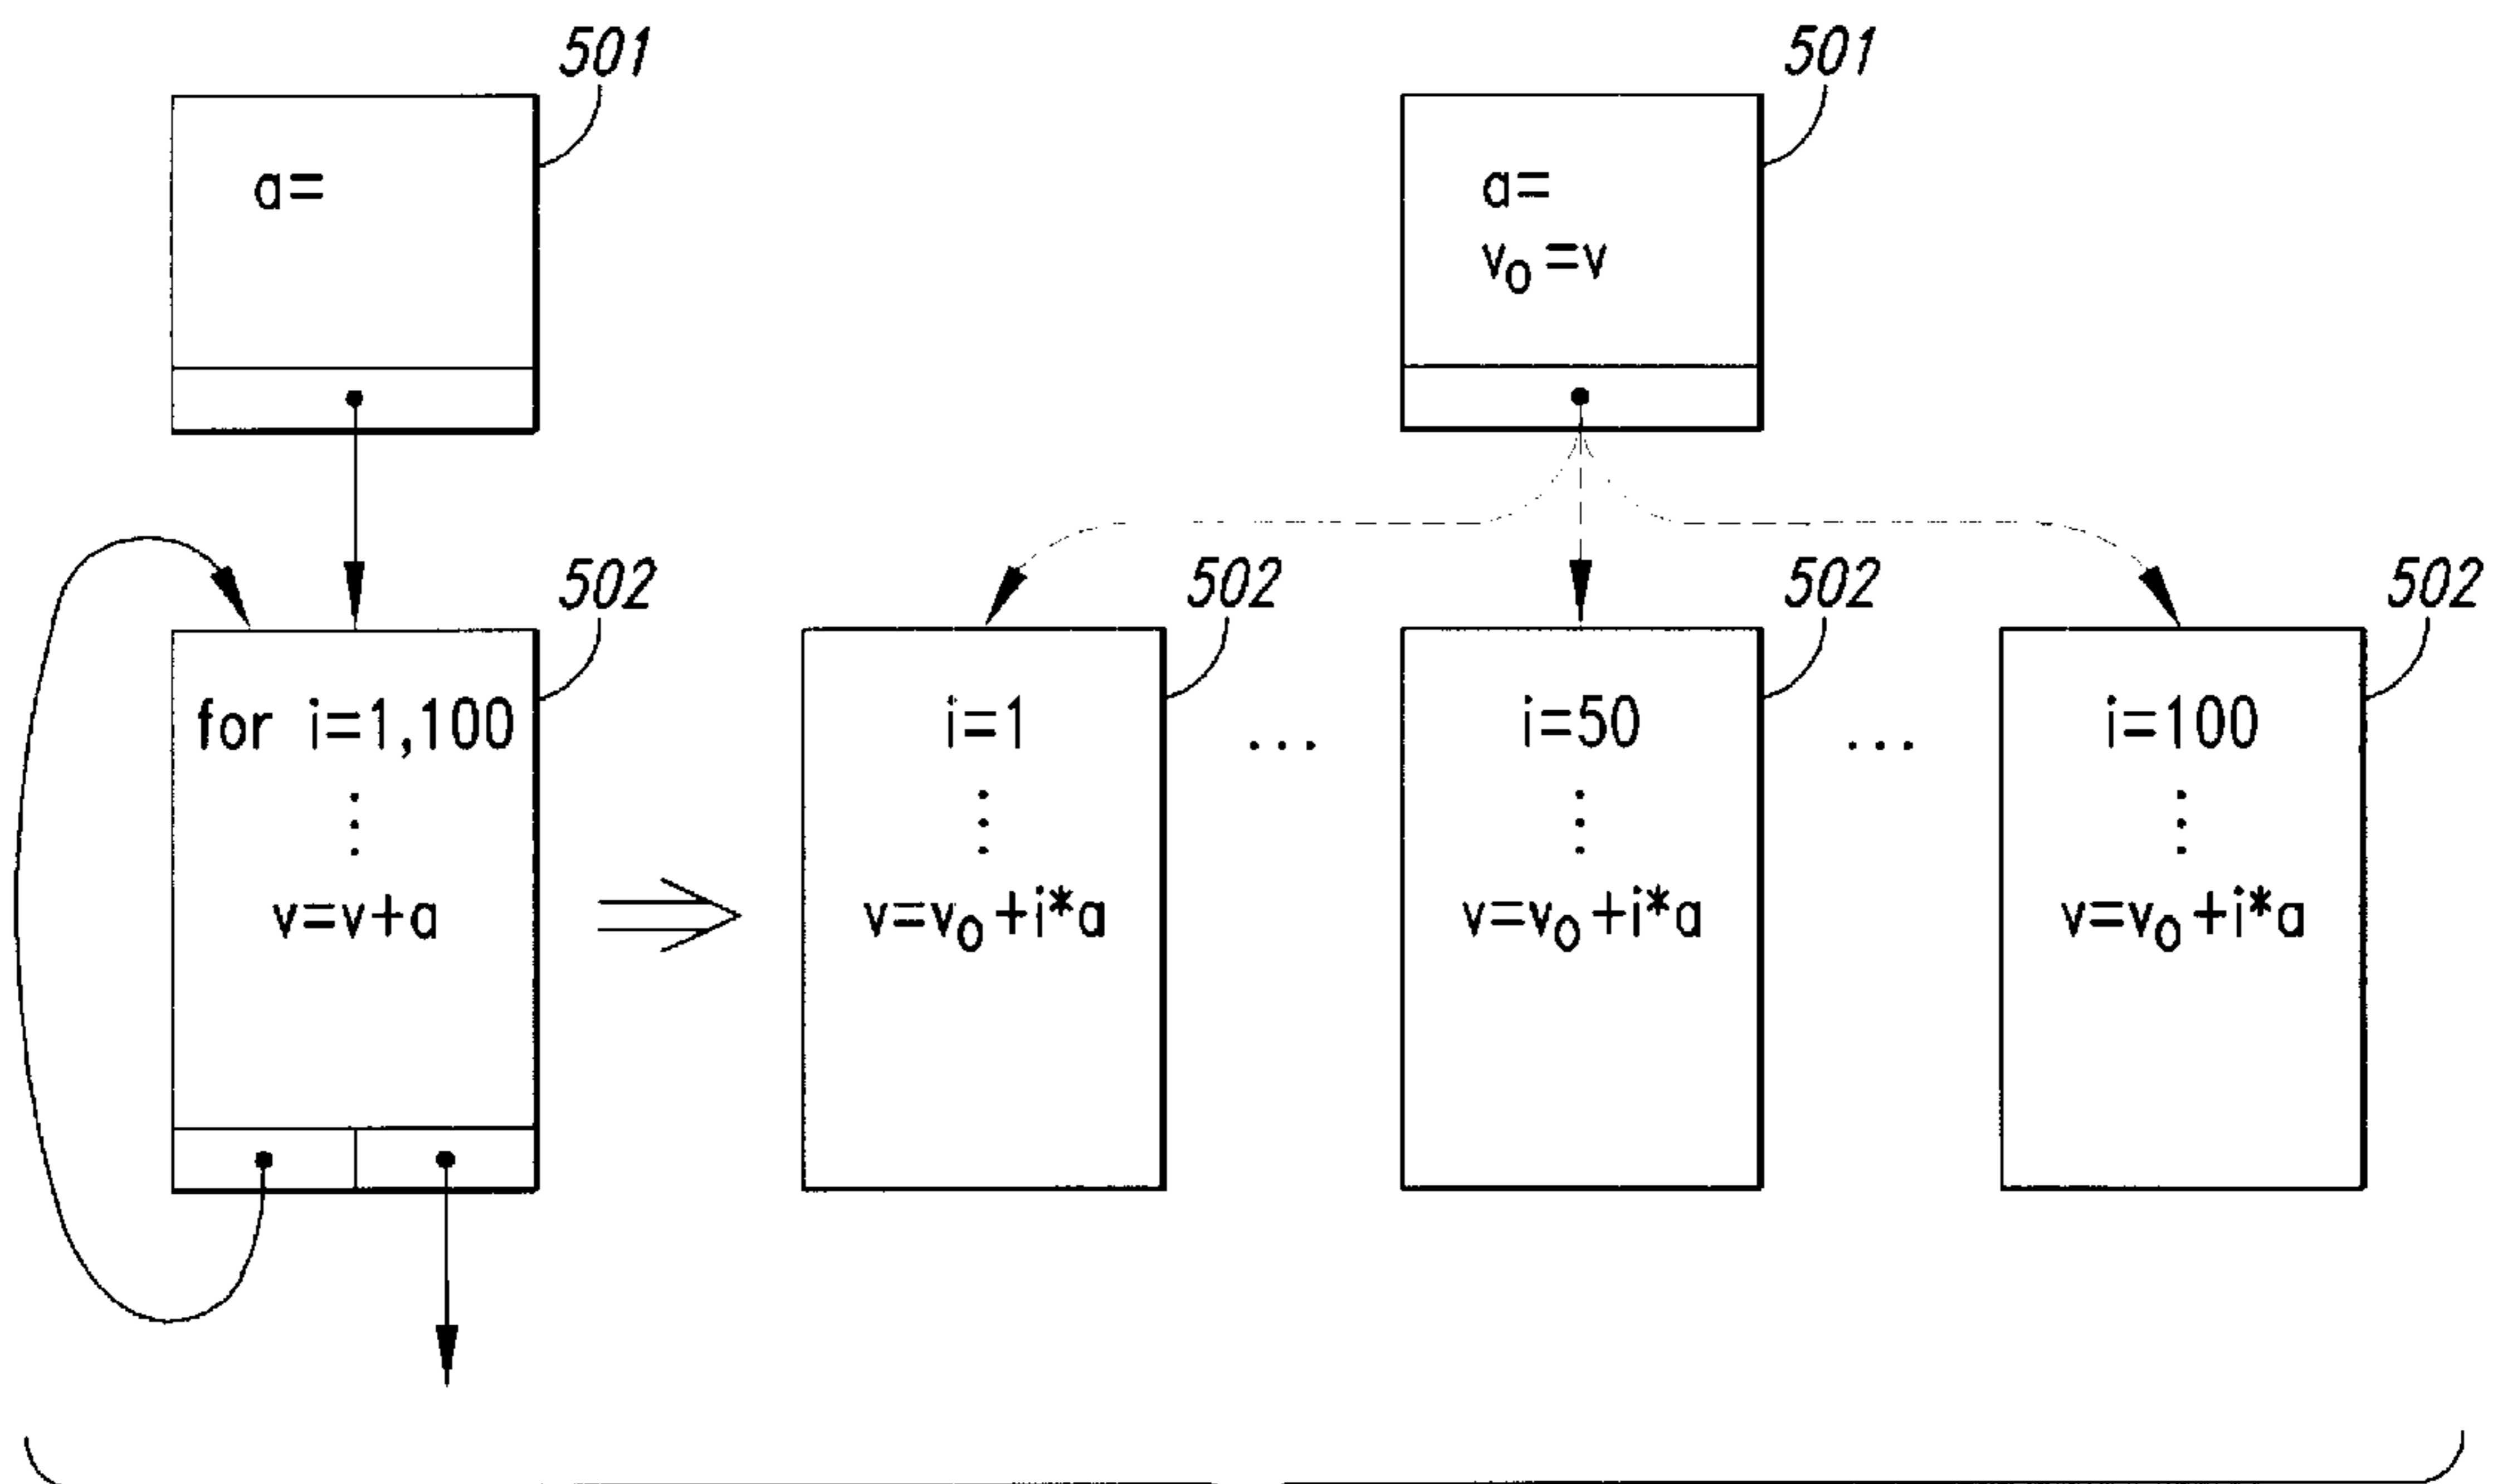 501
501
a=
a=
v₀=v
502
502
502
502
for i=1,100
i=1
...
i=50
...
i=100
v=v+a
v=v₀+i*a
v=v₀+i*a
v=v₀+i*a